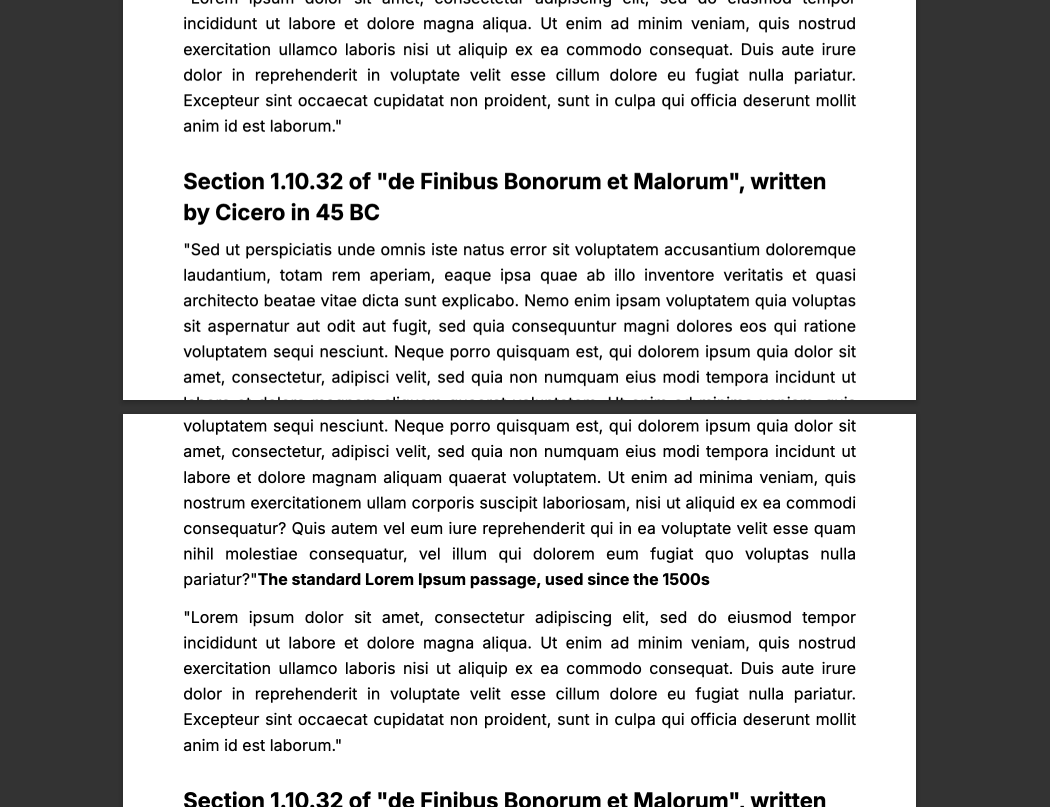 "Lorem ipsum dolor sit amet, consectetur adipiscing elit, sed do eiusmod tempor
incididunt ut labore et dolore magna aliqua. Ut enim ad minim veniam, quis nostrud
exercitation ullamco laboris nisi ut aliquip ex ea commodo consequat. Duis aute irure
dolor in reprehenderit in voluptate velit esse cillum dolore eu fugiat nulla pariatur.
Excepteur sint occaecat cupidatat non proident, sunt in culpa qui officia deserunt mollit
anim id est laborum."
Section 1.10.32 of "de Finibus Bonorum et Malorum", written
by Cicero in 45 BC
"Sed ut perspiciatis unde omnis iste natus error sit voluptatem accusantium doloremque
laudantium, totam rem aperiam, eaque ipsa quae ab illo inventore veritatis et quasi
architecto beatae vitae dicta sunt explicabo. Nemo enim ipsam voluptatem quia voluptas
sit aspernatur aut odit aut fugit, sed quia consequuntur magni dolores eos qui ratione
voluptatem sequi nesciunt. Neque porro quisquam est, qui dolorem ipsum quia dolor sit
amet, consectetur, adipisci velit, sed quia non numquam eius modi tempora incidunt ut
voluptatem sequi nesciunt. Neque porro quisquam est, qui dolorem ipsum quia dolor sit
amet, consectetur, adipisci velit, sed quia non numquam eius modi tempora incidunt ut
labore et dolore magnam aliquam quaerat voluptatem. Ut enim ad minima veniam, quis
nostrum exercitationem ullam corporis suscipit laboriosam, nisi ut aliquid ex ea commodi
consequatur? Quis autem vel eum iure reprehenderit qui in ea voluptate velit esse quam
nihil molestiae consequatur, vel illum qui dolorem eum fugiat quo voluptas nulla
pariatur?"The standard Lorem Ipsum passage, used since the 1500s
"Lorem ipsum dolor sit amet, consectetur adipiscing elit, sed do eiusmod tempor
incididunt ut labore et dolore magna aliqua. Ut enim ad minim veniam, quis nostrud
exercitation ullamco laboris nisi ut aliquip ex ea commodo consequat. Duis aute irure
dolor in reprehenderit in voluptate velit esse cillum dolore eu fugiat nulla pariatur.
Excepteur sint occaecat cupidatat non proident, sunt in culpa qui officia deserunt mollit
anim id est laborum."
Section 1.10.32 of "de Finibus Bonorum et Malorum", written